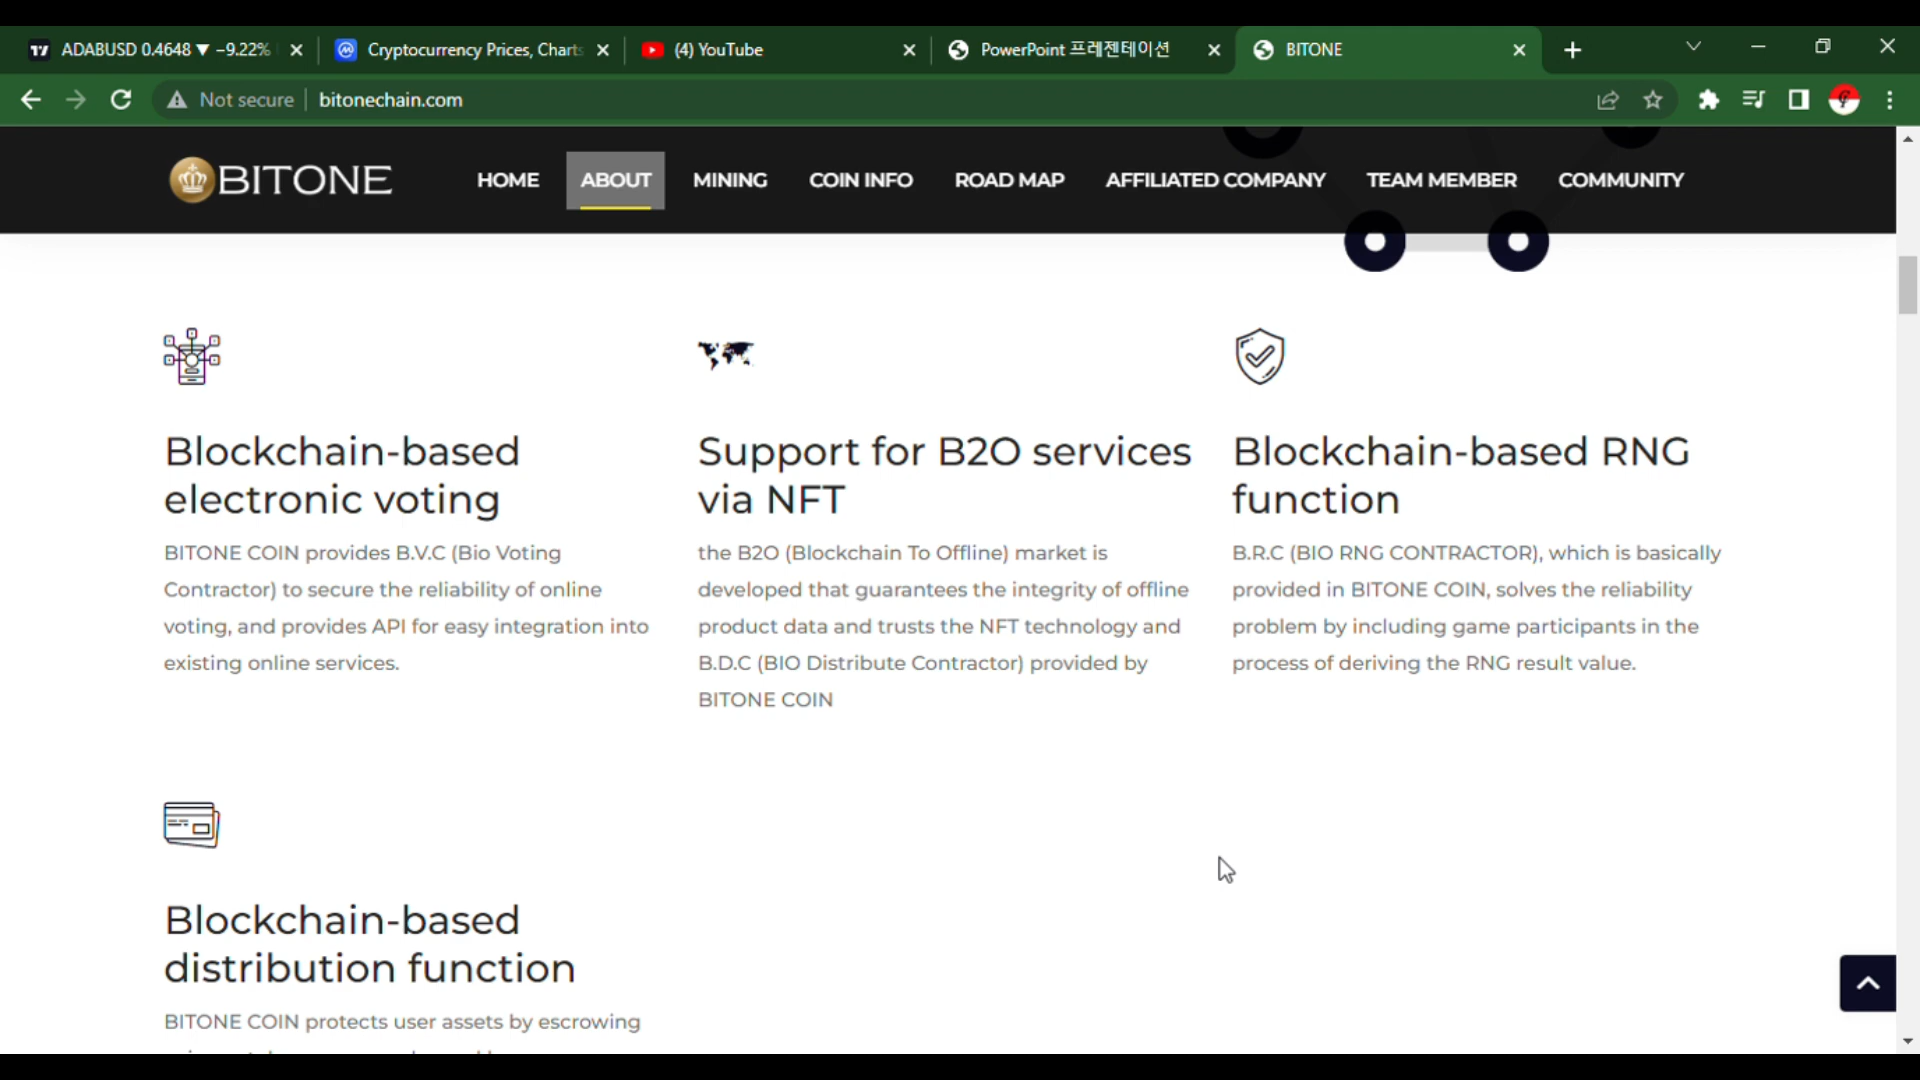 ADABUSD 0.4648 ▼ −9.22%
Cryptocurrency Prices, Charts
(4) YouTube
PowerPoint 프레젠테이션
BITONE
Not secure
bitonechain.com
BITONE
HOME
ABOUT
MINING
COIN INFO
ROAD MAP
AFFILIATED COMPANY
TEAM MEMBER
COMMUNITY
Blockchain-based
electronic voting
BITONE COIN provides B.V.C (Bio Voting
Contractor) to secure the reliability of online
voting, and provides API for easy integration into
existing online services.
Support for B2O services
via NFT
the B2O (Blockchain To Offline) market is
developed that guarantees the integrity of offline
product data and trusts the NFT technology and
B.D.C (BIO Distribute Contractor) provided by
BITONE COIN
Blockchain-based RNG
function
B.R.C (BIO RNG CONTRACTOR), which is basically
provided in BITONE COIN, solves the reliability
problem by including game participants in the
process of deriving the RNG result value.
Blockchain-based
distribution function
BITONE COIN protects user assets by escrowing